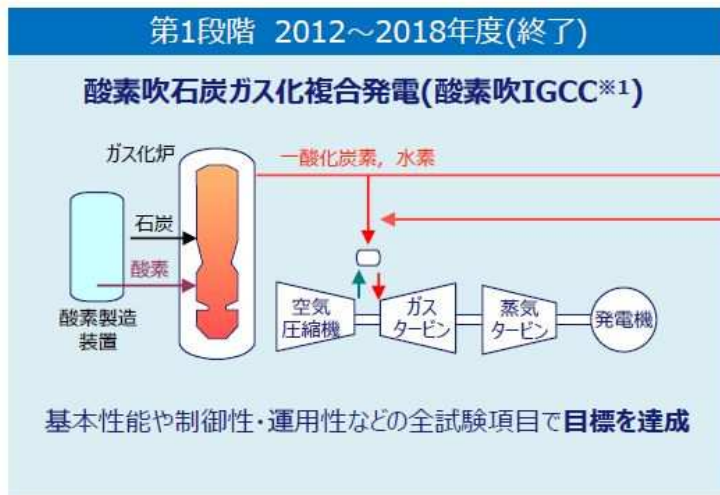 第1段階 2012～2018年度(終了)
酸素吹石炭ガス化複合発電(酸素吹IGCC※1)
ガス化炉
一酸化炭素，水素
石炭
酸素
酸素製造
装置
空気
圧縮機
ガス
タービン
蒸気
タービン
発電機
基本性能や制御性・運用性などの全試験項目で目標を達成